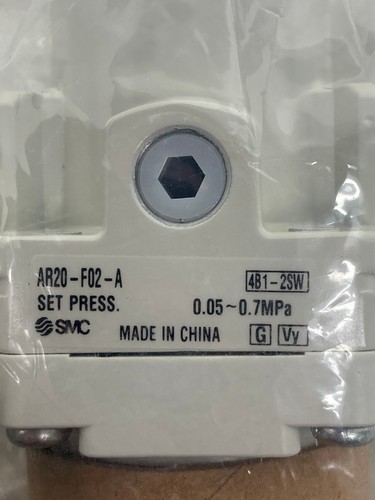 AR20-F02-A 4B1-2SW
SET PRESS. 0.05~0.7MPa
SMC MADE IN CHINA G Vy